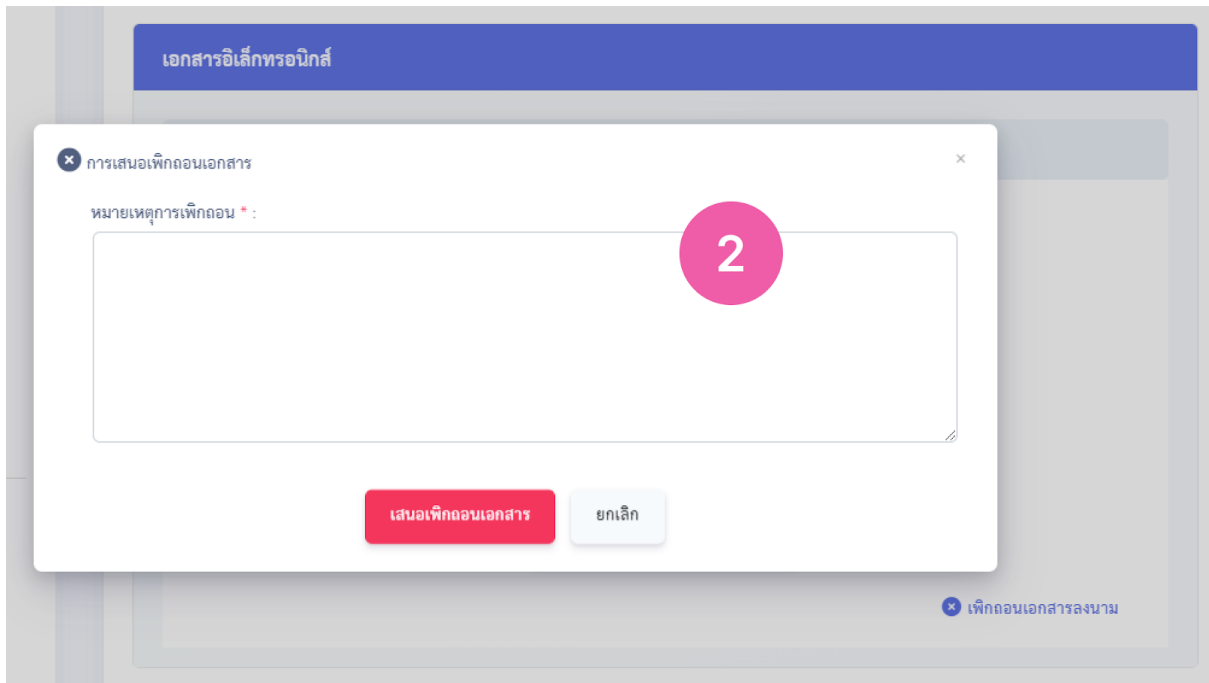 เอกสารอิเล็กทรอนิกส์
การเสนอเพิกถอนเอกสาร ×
หมายเหตุการเพิกถอน * :
2
เสนอเพิกถอนเอกสาร ยกเลิก
เพิกถอนเอกสารลงนาม